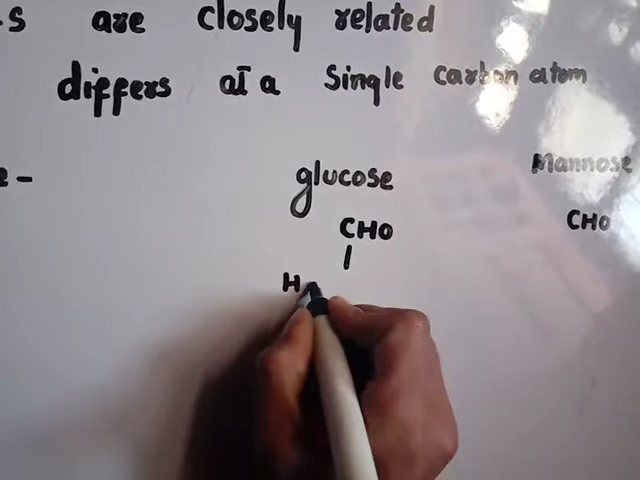 -s are closely related
differs at a Single carbon atom
e - glucose Mannose
CHO CHO
|
H